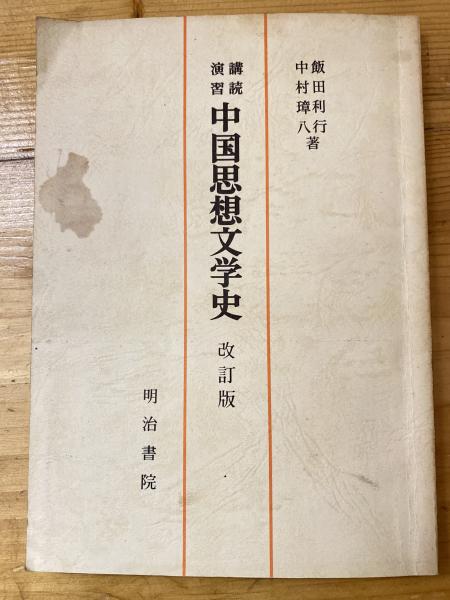 飯田利行
中村璋八著
講読
演習
中国思想文学史
改訂版
明治書院